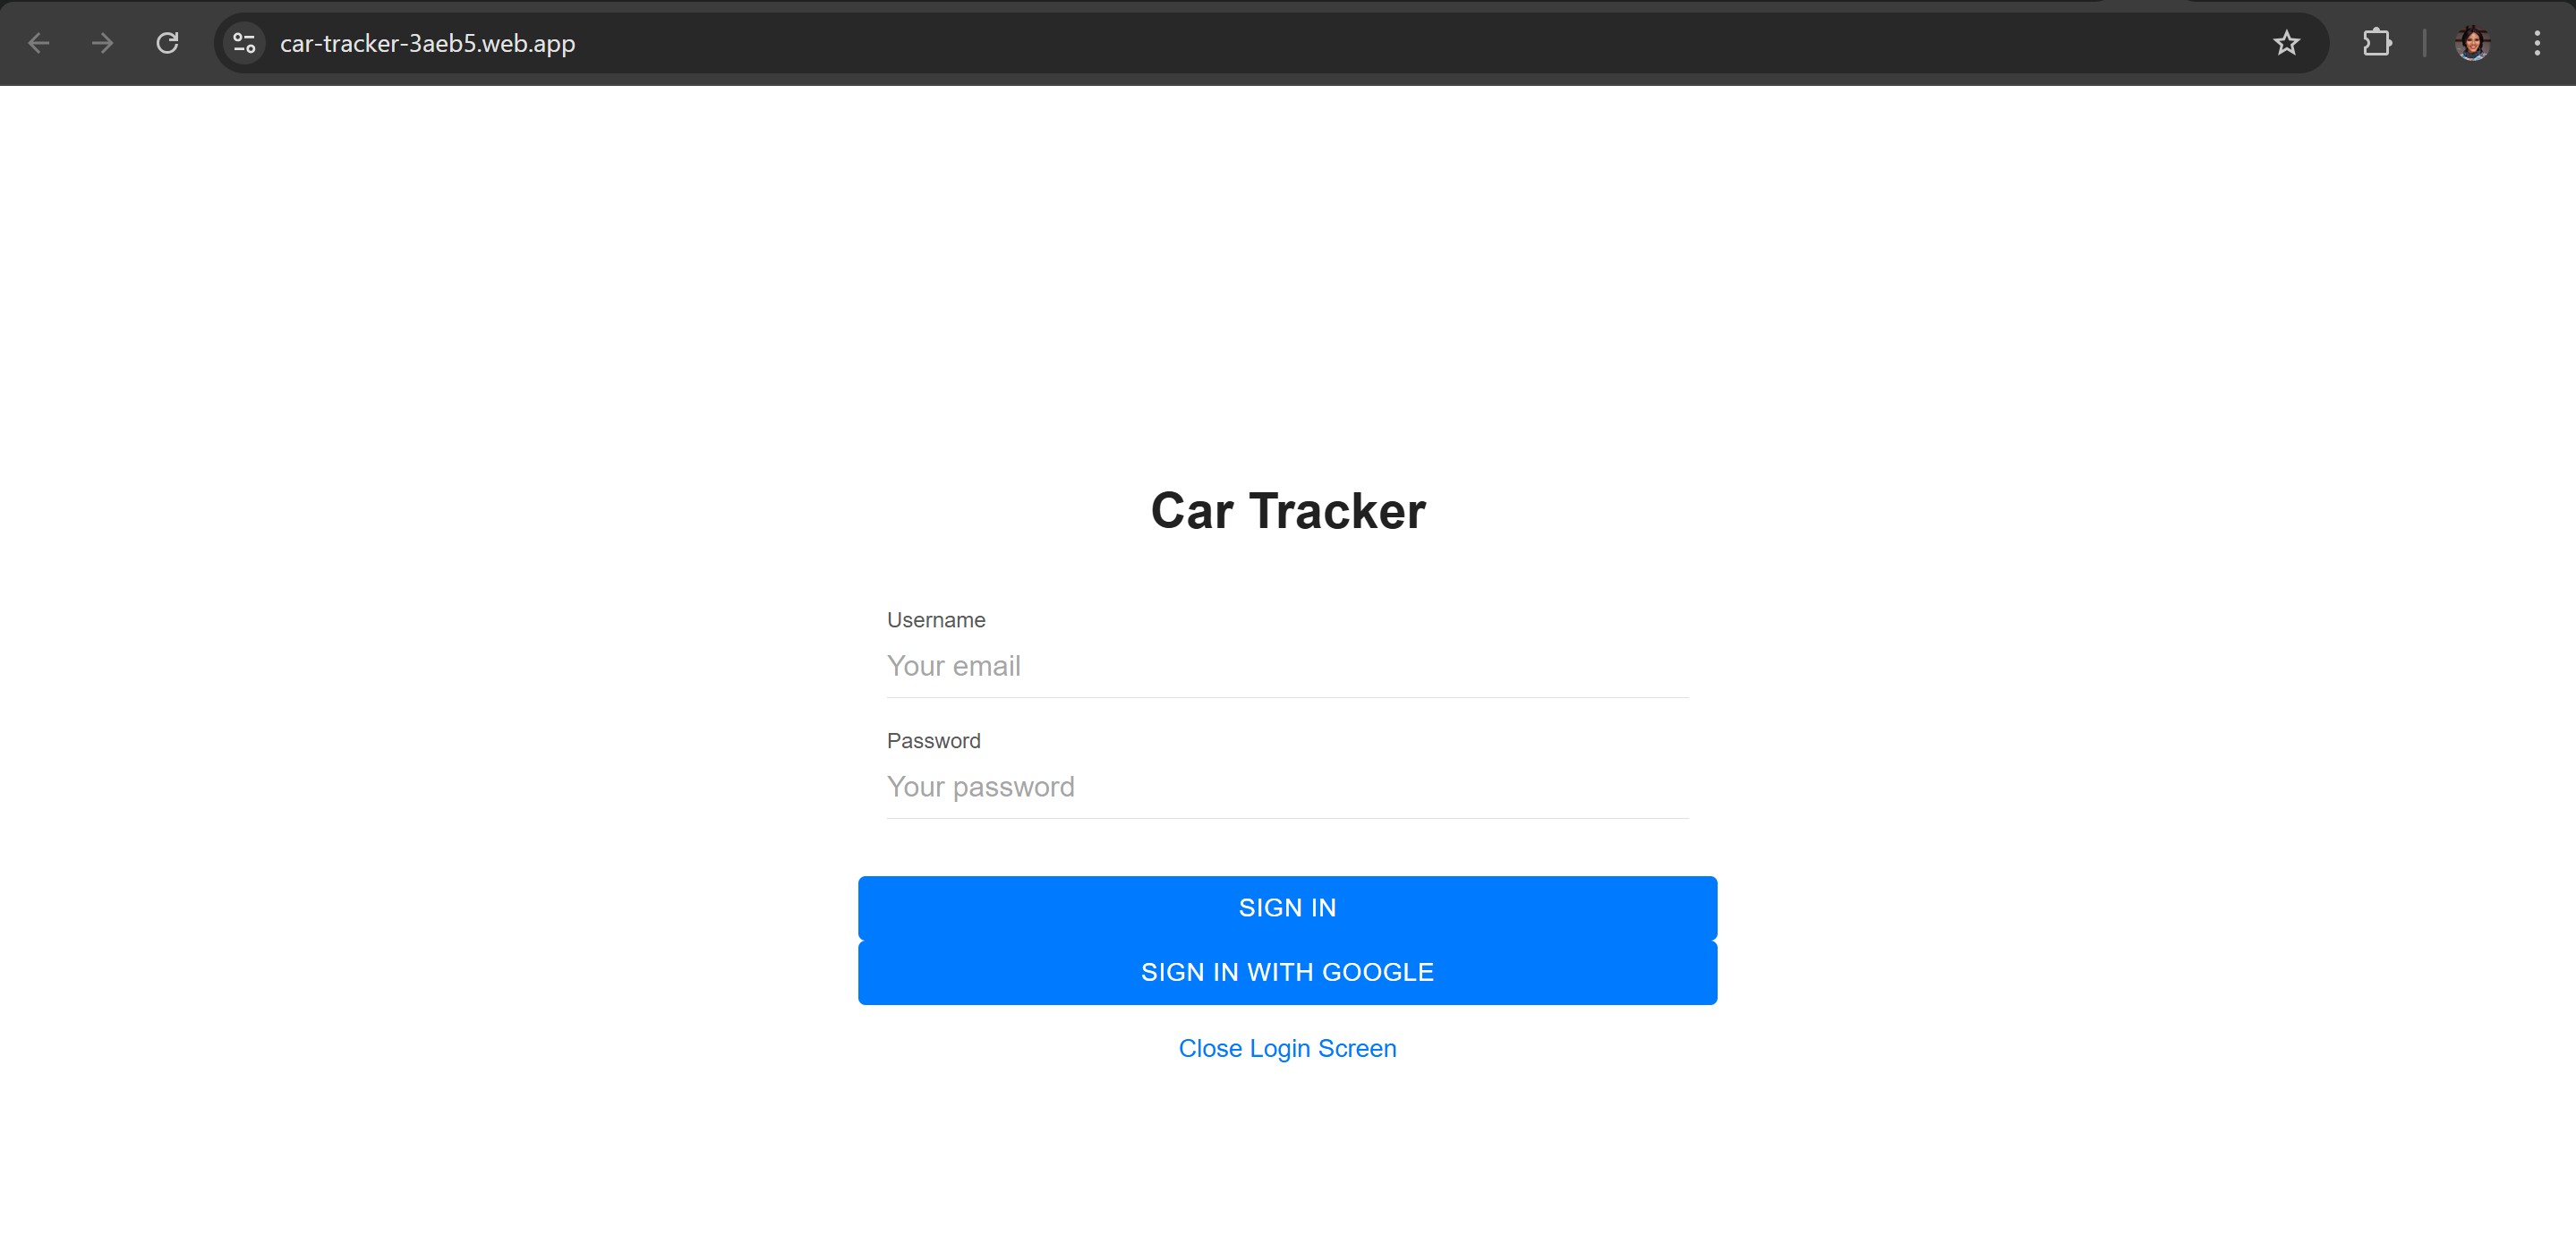 car-tracker-3aeb5.web.app
Car Tracker
Username
Your email
Password
Your password
SIGN IN
SIGN IN WITH GOOGLE
Close Login Screen